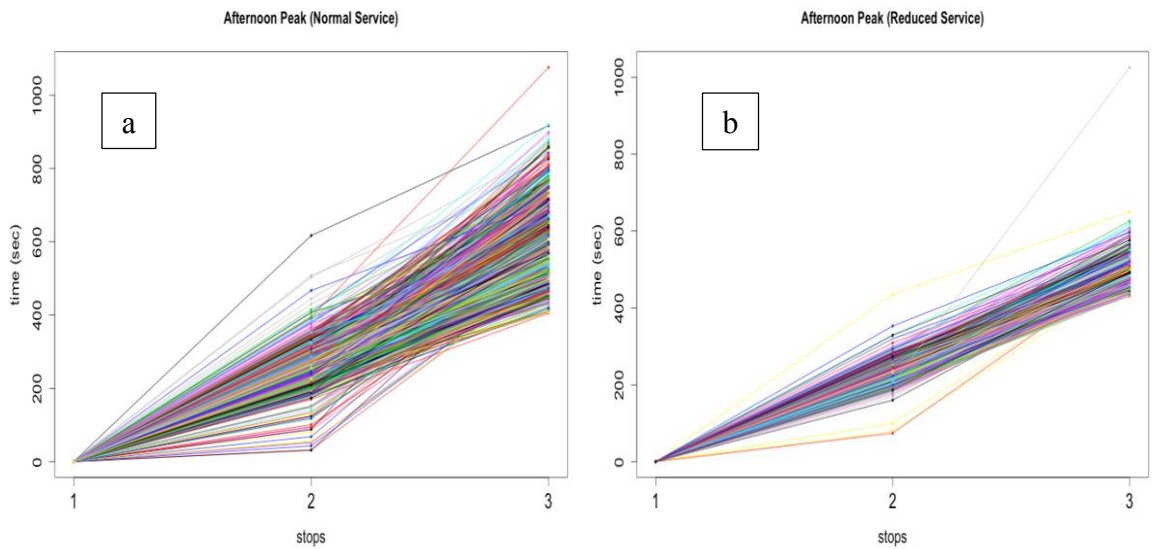 Afternoon Peak (Normal Service)
a
time (sec)
0
200
400
600
800
1000
1
2
3
stops
Afternoon Peak (Reduced Service)
b
time (sec)
0
200
400
600
800
1000
1
2
3
stops